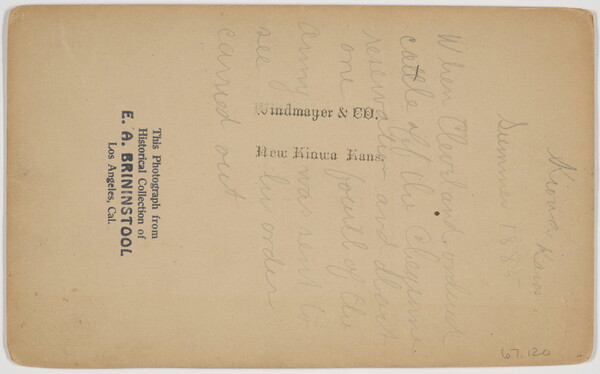 Kiowa, Kans.
Summer 1885
When Cleveland ordered
cattle off the Cheyenne
reservation and about
one fourth of the
army was sent to
see his order
carried out
Windmayer & CO.
New Kiowa Kans.
This Photograph from
Historical Collection of
E. A. BRININSTOOL
Los Angeles, Cal.
67.120